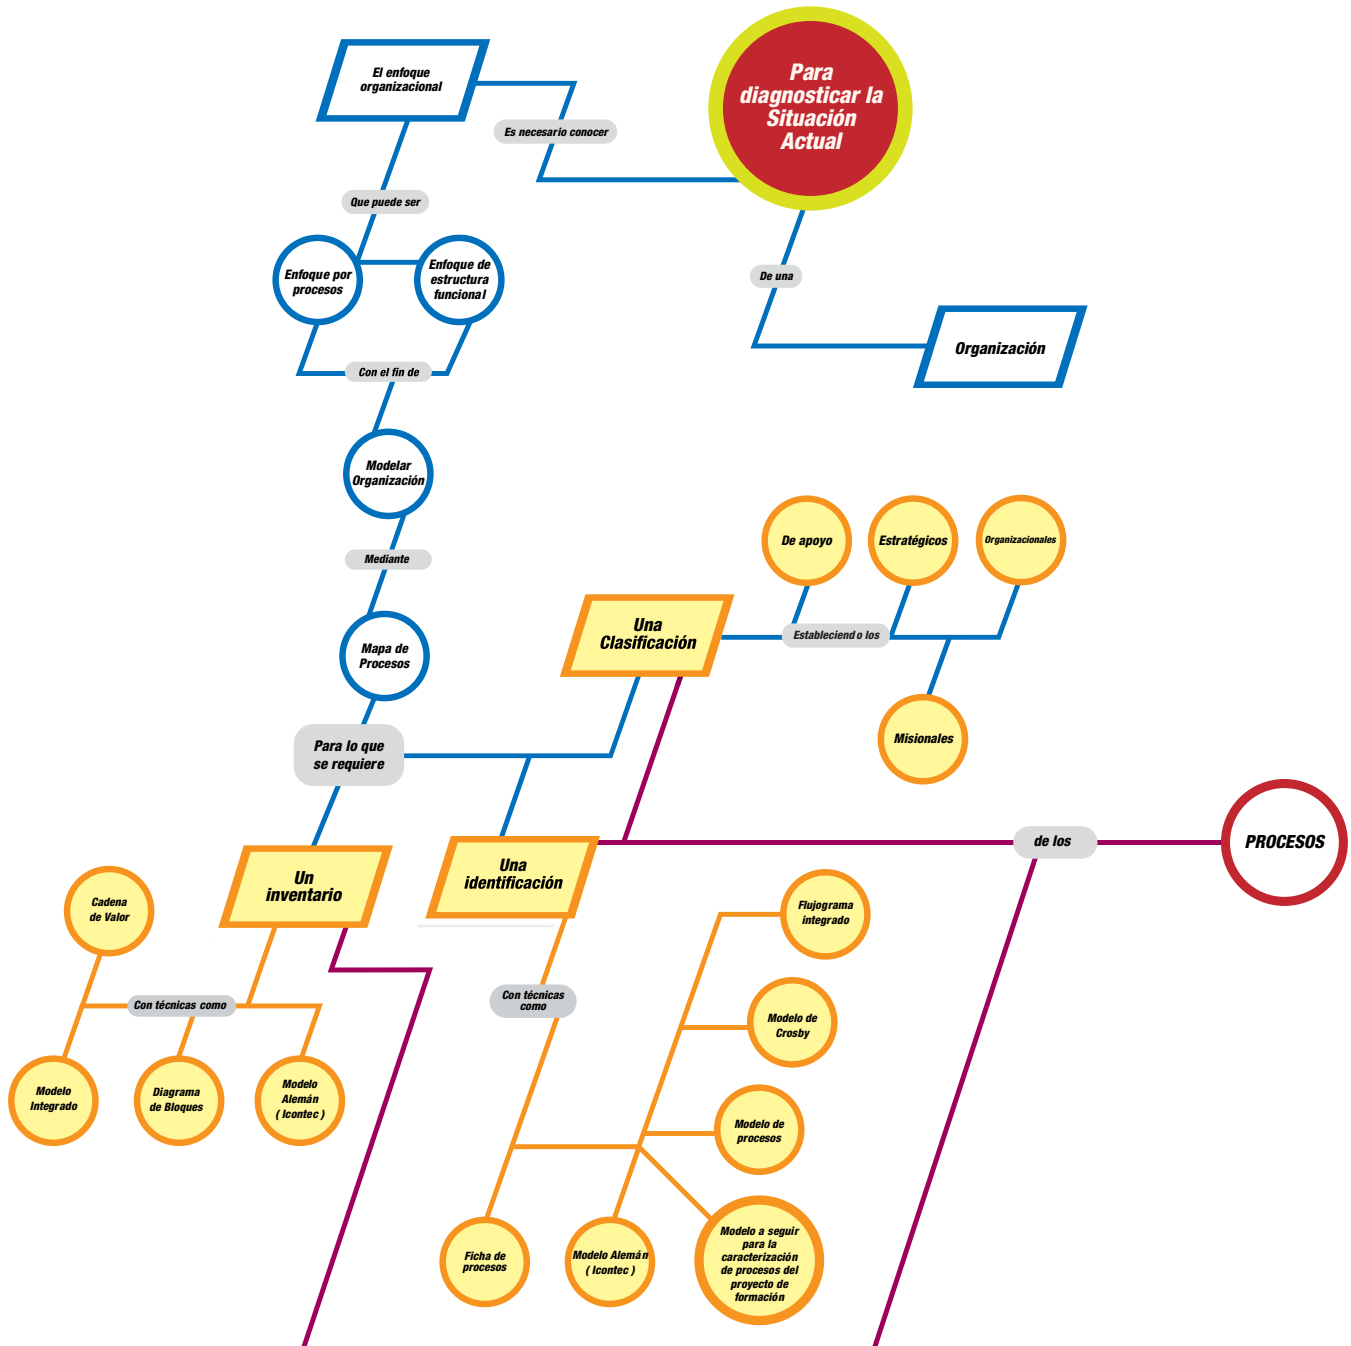 Para
diagnosticar la
Situación
Actual
El enfoque
organizacional
Es necesario conocer
Que puede ser
Enfoque por
procesos
Enfoque de
estructura
funcional
De una
Organización
Con el fin de
Modelar
Organización
Mediante
Mapa de
Procesos
De apoyo
Estratégicos
Organizacionales
Una
Clasificación
Estableciendo los
Misionales
Para lo que
se requiere
de los
PROCESOS
Un
inventario
Una
identificación
Cadena
de Valor
Con técnicas como
Modelo
Integrado
Diagrama
de Bloques
Modelo
Alemán
( Icontec )
Con técnicas
como
Flujograma
integrado
Modelo de
Crosby
Modelo de
procesos
Ficha de
procesos
Modelo Alemán
( Icontec )
Modelo a seguir
para la
caracterización
de procesos del
proyecto de
formación